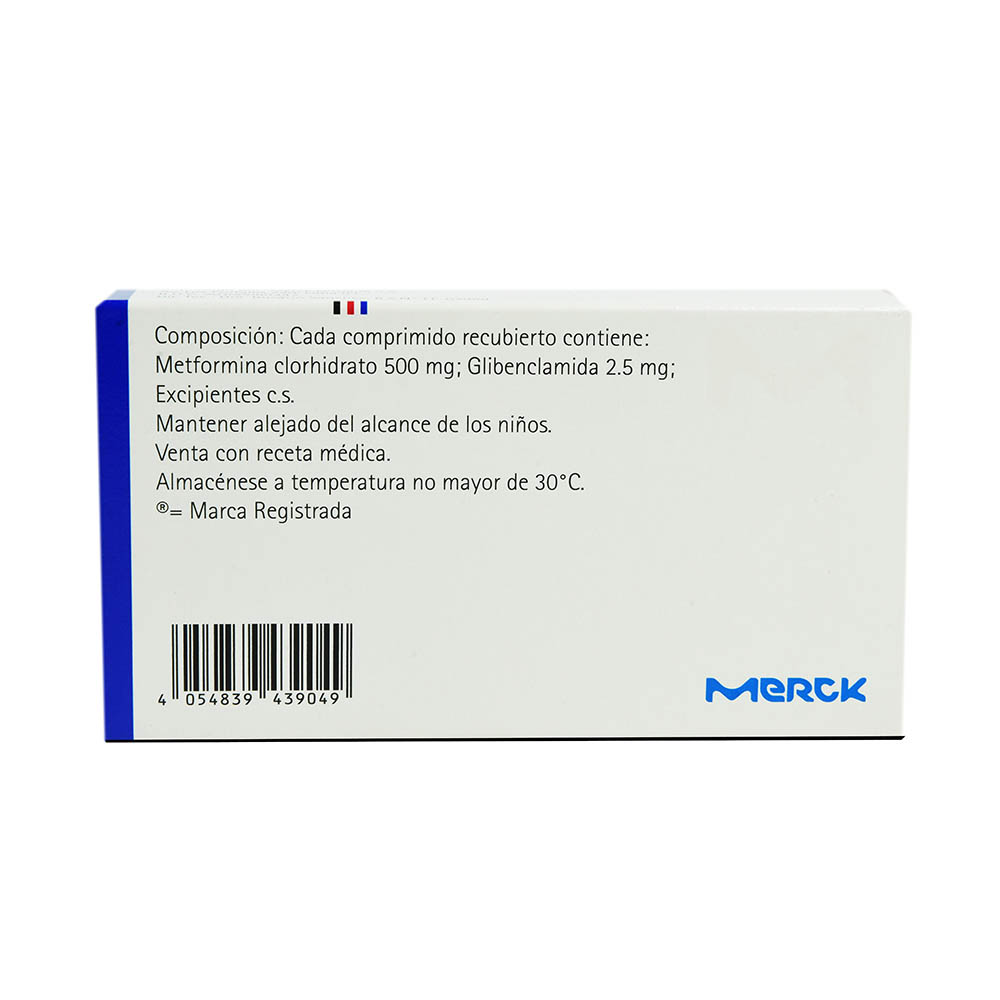 Composición: Cada comprimido recubierto contiene:
Metformina clorhidrato 500 mg; Glibenclamida 2.5 mg;
Excipientes c.s.
Mantener alejado del alcance de los niños.
Venta con receta médica.
Almacénese a temperatura no mayor de 30°C.
®= Marca Registrada
4 054839 439049
MERCK